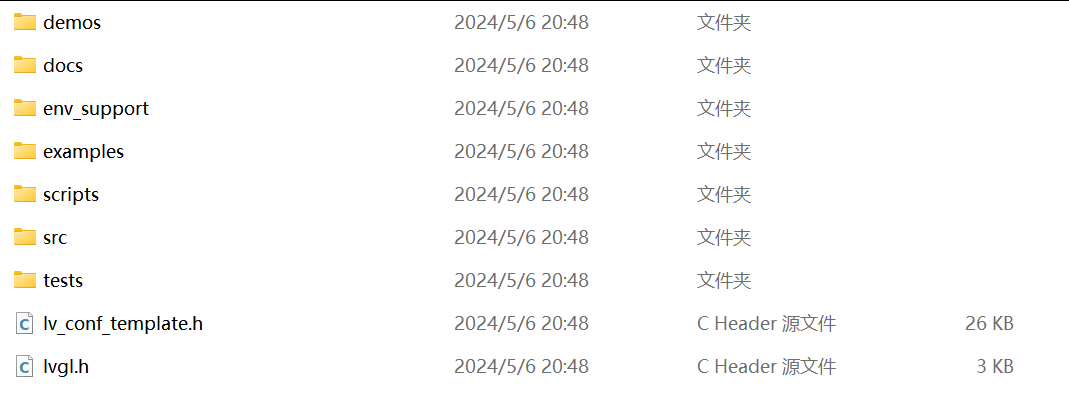 demos 2024/5/6 20:48 文件夹
docs 2024/5/6 20:48 文件夹
env_support 2024/5/6 20:48 文件夹
examples 2024/5/6 20:48 文件夹
scripts 2024/5/6 20:48 文件夹
src 2024/5/6 20:48 文件夹
tests 2024/5/6 20:48 文件夹
lv_conf_template.h 2024/5/6 20:48 C Header 源文件 26 KB
lvgl.h 2024/5/6 20:48 C Header 源文件 3 KB